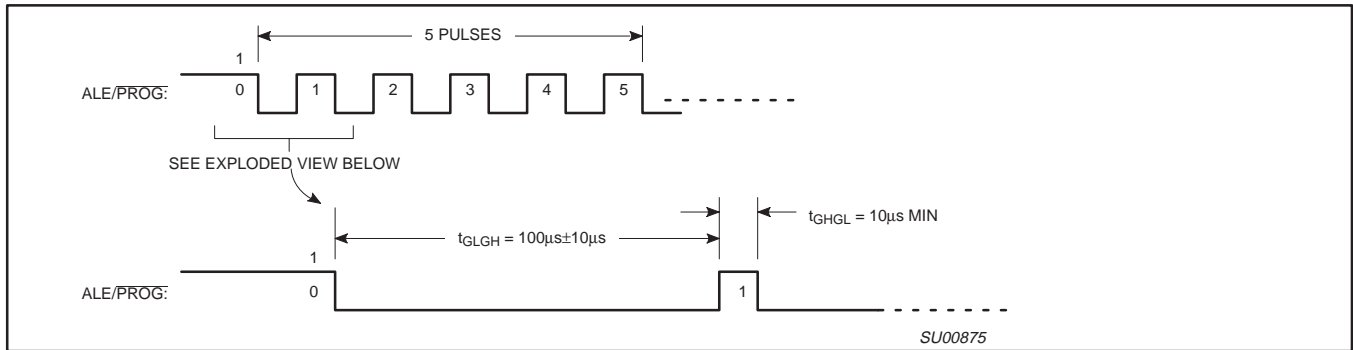 5 PULSES
1
ALE/PROG:
0 1 2 3 4 5
SEE EXPLODED VIEW BELOW
tGHGL = 10µs MIN
tGLGH = 100µs±10µs
1
ALE/PROG:
0 1
SU00875